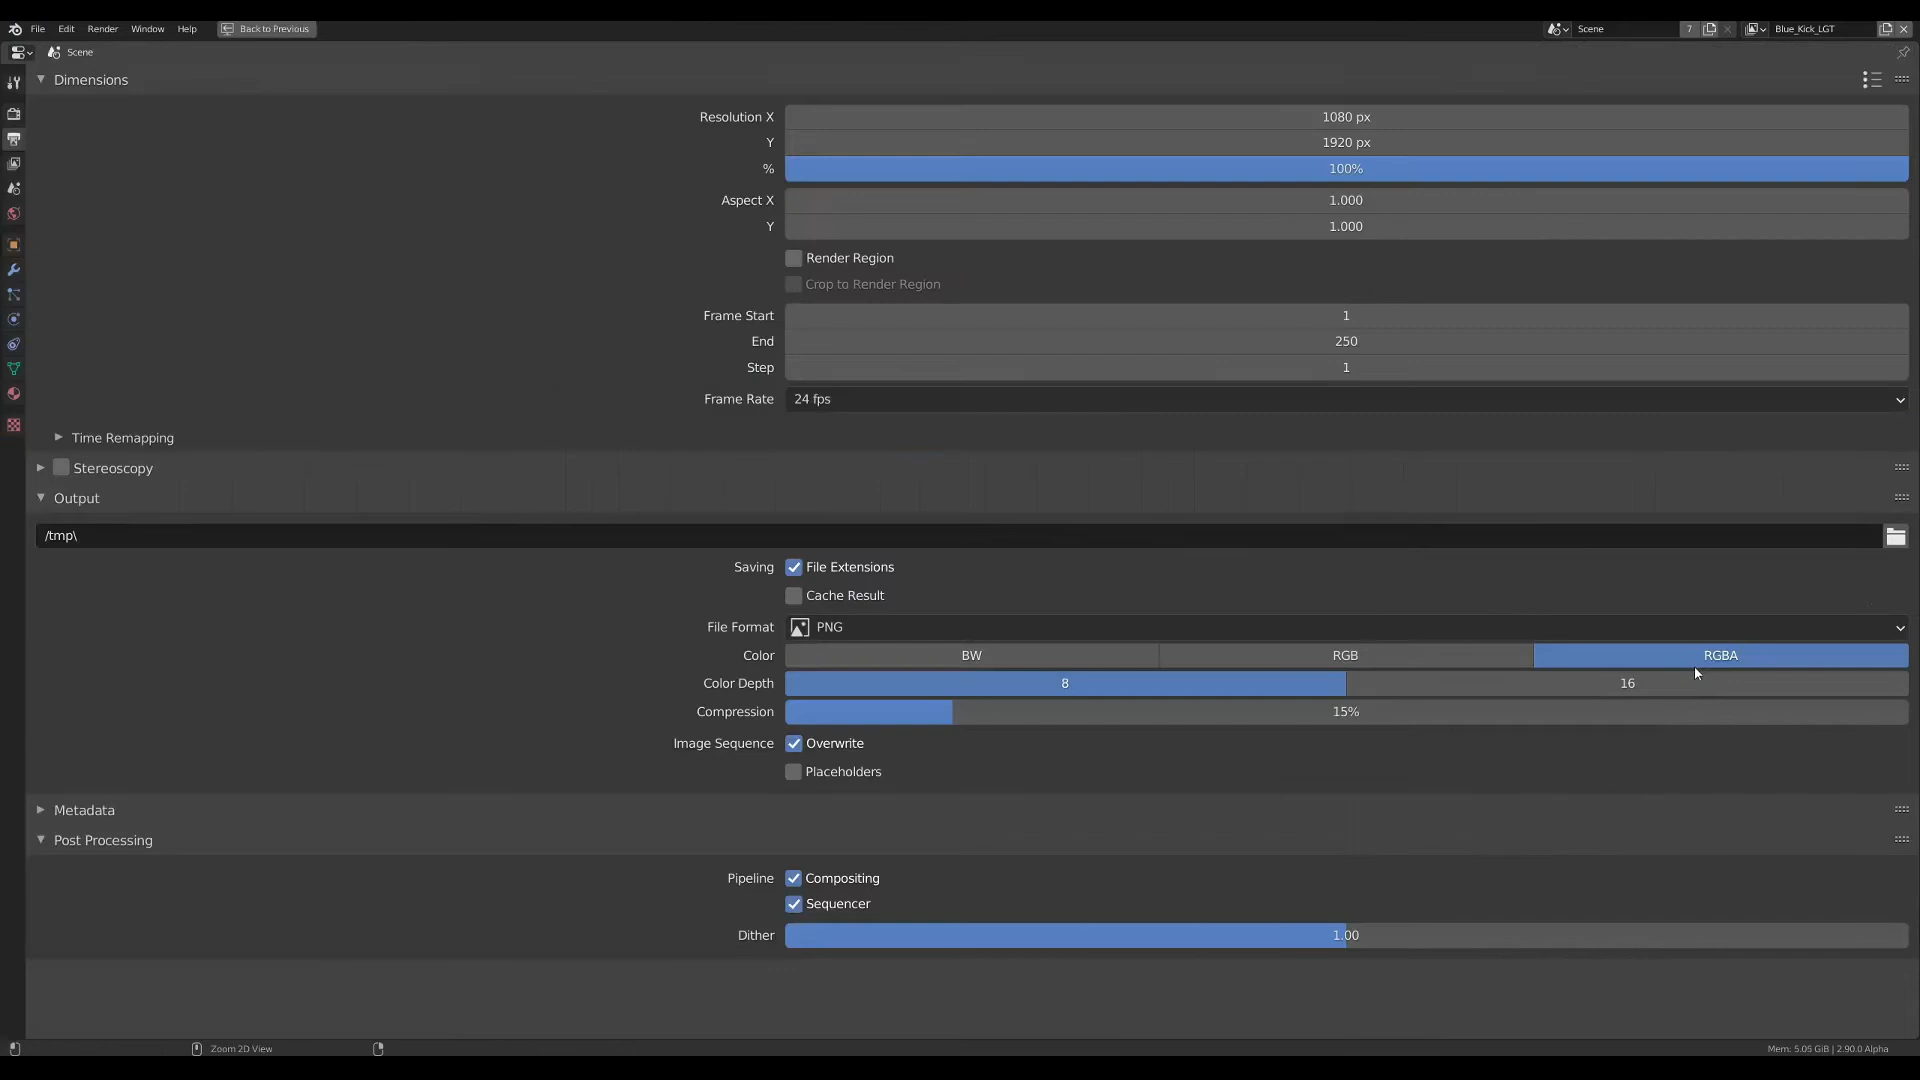 File Edit Render Window Help Back to Previous Scene 7 Blue_Kick_LGT
Scene
Dimensions
Resolution X 1080 px
Y 1920 px
% 100%
Aspect X 1.000
Y 1.000
Render Region
Crop to Render Region
Frame Start 1
End 250
Step 1
Frame Rate 24 fps
Time Remapping
Stereoscopy
Output
/tmp\
Saving File Extensions
Cache Result
File Format PNG
Color BW RGB RGBA
Color Depth 8 16
Compression 15%
Image Sequence Overwrite
Placeholders
Metadata
Post Processing
Pipeline Compositing
Sequencer
Dither 1.00
Zoom 2D View Mem: 5.05 GiB | 2.90.0 Alpha